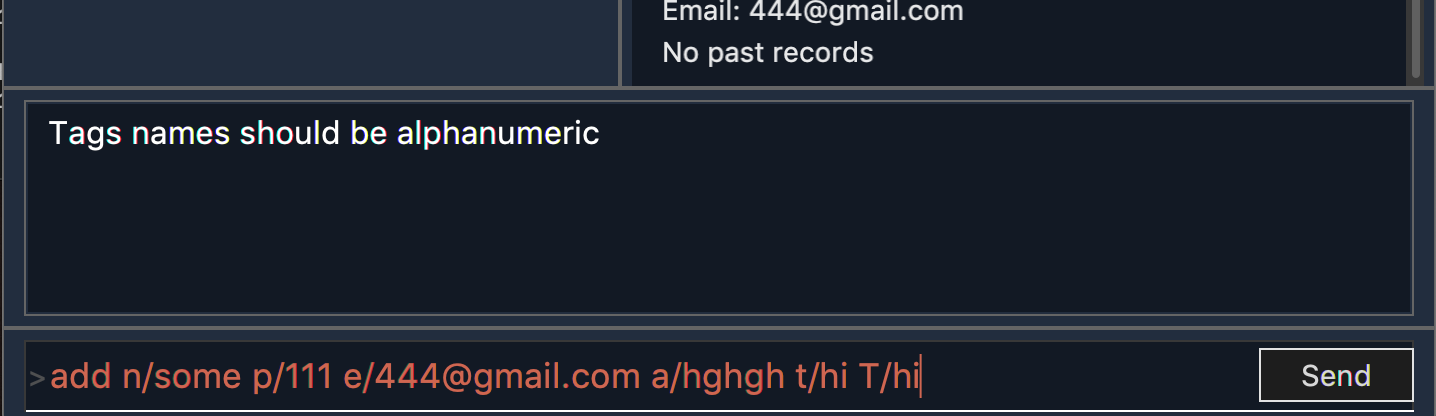 Email: 444@gmail.com
No past records
Tags names should be alphanumeric
>add n/some p/111 e/444@gmail.com a/hghgh t/hi T/hi
Send